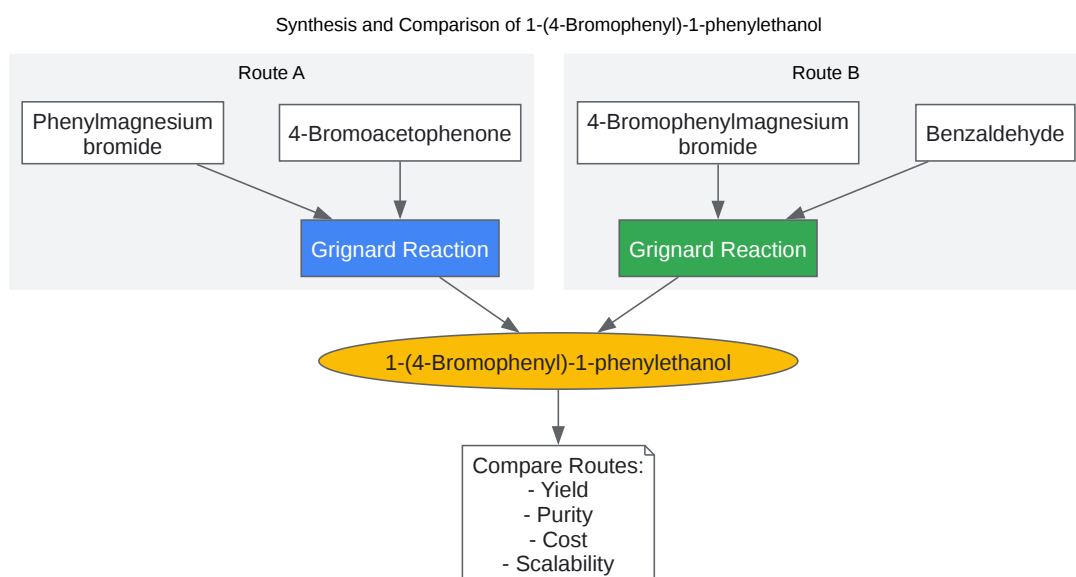 Synthesis and Comparison of 1-(4-Bromophenyl)-1-phenylethanol
Route A
Phenylmagnesium
bromide
4-Bromoacetophenone
Grignard Reaction
Route B
4-Bromophenylmagnesium
bromide
Benzaldehyde
Grignard Reaction
1-(4-Bromophenyl)-1-phenylethanol
Compare Routes:
- Yield
- Purity
- Cost
- Scalability